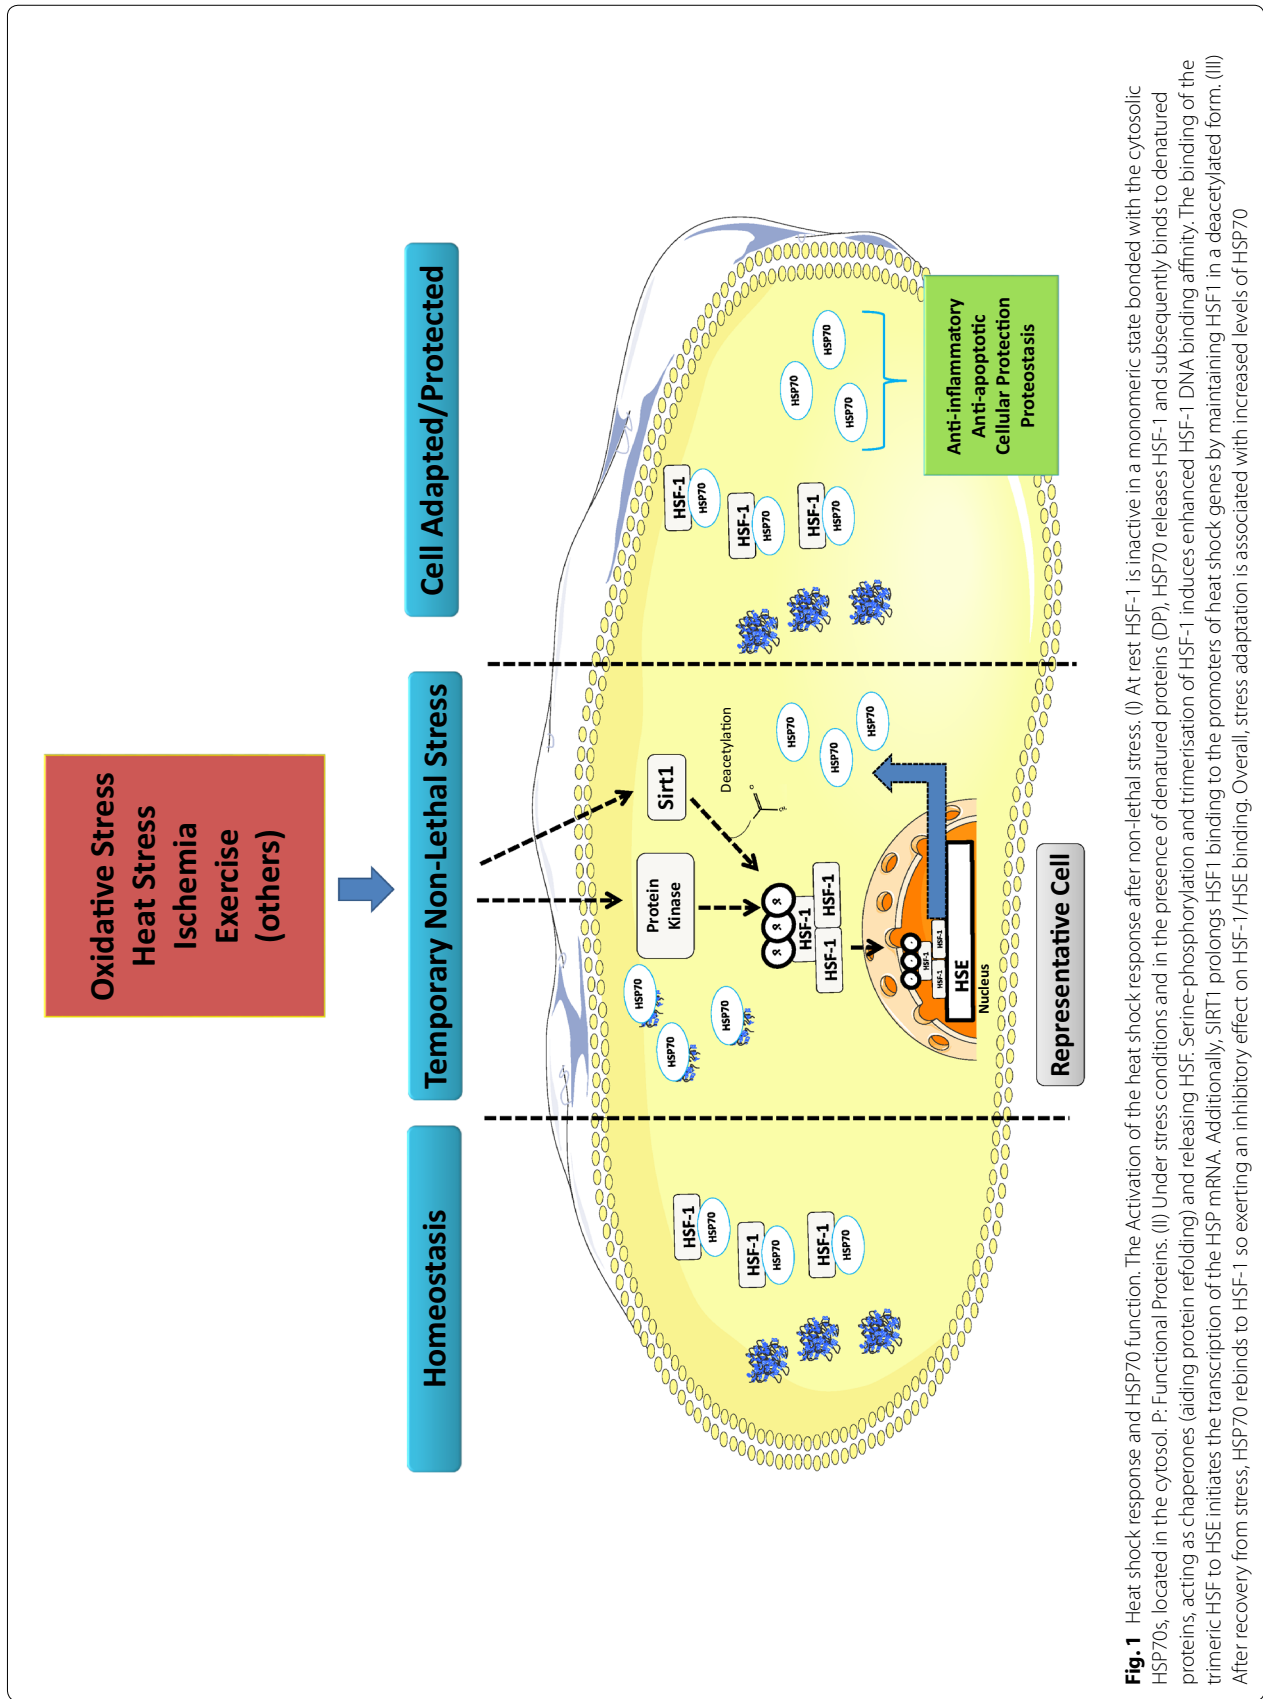 Oxidative Stress
Heat Stress
Ischemia
Exercise
(others)
Homeostasis
Temporary Non-Lethal Stress
Cell Adapted/Protected
HSF-1
HSP70
HSF-1
HSP70
HSF-1
HSP70
HSP70
HSP70
HSP70
Protein
Kinase
Sirt1
Deacetylation
O
CH₃
HSF-1
HSF-1
HSF-1
HSF-1
HSF-1
HSF-1
HSE
Nucleus
HSP70
HSP70
HSP70
HSF-1
HSP70
HSF-1
HSP70
HSF-1
HSP70
HSP70
HSP70
HSP70
Anti-inflammatory
Anti-apoptotic
Cellular Protection
Proteostasis
Representative Cell
Fig. 1 Heat shock response and HSP70 function. The Activation of the heat shock response after non-lethal stress. (I) At rest HSF-1 is inactive in a monomeric state bonded with the cytosolic
HSP70s, located in the cytosol. P: Functional Proteins. (II) Under stress conditions and in the presence of denatured proteins (DP), HSP70 releases HSF-1 and subsequently binds to denatured
proteins, acting as chaperones (aiding protein refolding) and releasing HSF. Serine-phosphorylation and trimerisation of HSF-1 induces enhanced HSF-1 DNA binding affinity. The binding of the
trimeric HSF to HSE initiates the transcription of the HSP mRNA. Additionally, SIRT1 prolongs HSF1 binding to the promoters of heat shock genes by maintaining HSF1 in a deacetylated form. (III)
After recovery from stress, HSP70 rebinds to HSF-1 so exerting an inhibitory effect on HSF-1/HSE binding. Overall, stress adaptation is associated with increased levels of HSP70